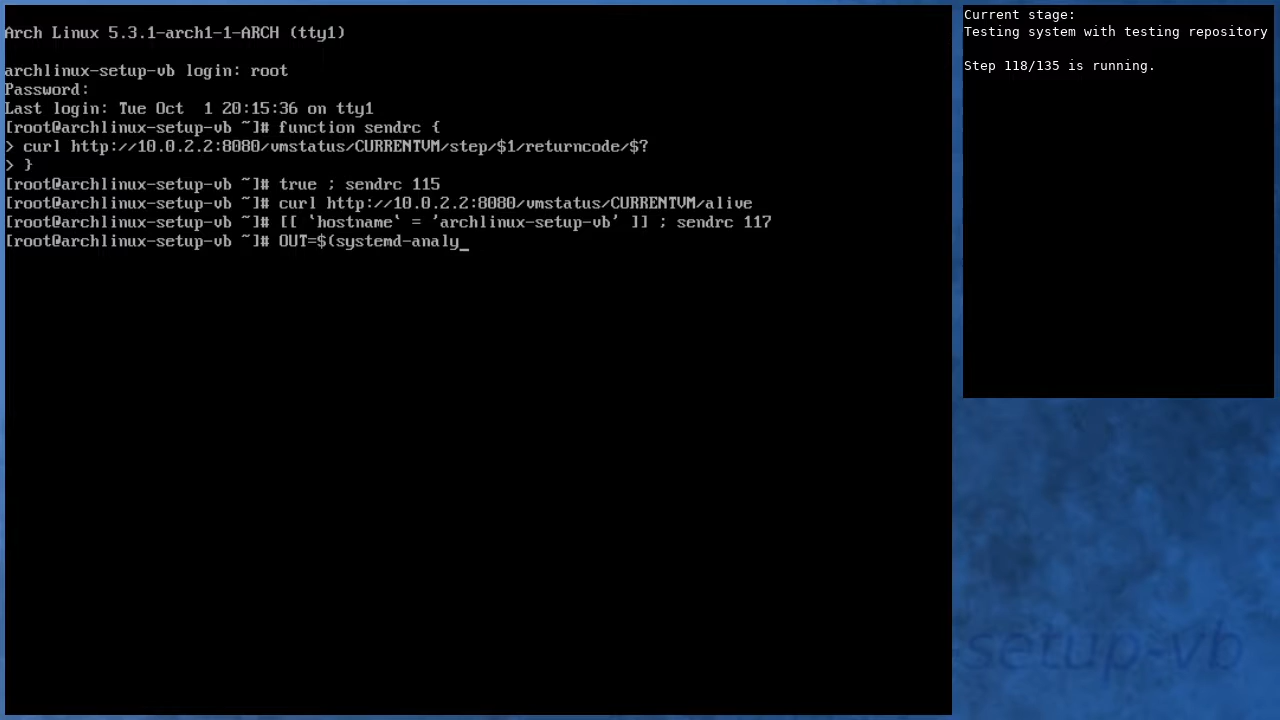 Arch Linux 5.3.1-arch1-1-ARCH (tty1)
archlinux-setup-vb login: root
Password:
Last login: Tue Oct  1 20:15:36 on tty1
[root@archlinux-setup-vb ~]# function sendrc {
> curl http://10.0.2.2:8080/vmstatus/CURRENTVM/step/$1/returncode/$?
> }
[root@archlinux-setup-vb ~]# true ; sendrc 115
[root@archlinux-setup-vb ~]# curl http://10.0.2.2:8080/vmstatus/CURRENTVM/alive
[root@archlinux-setup-vb ~]# [[ `hostname` = 'archlinux-setup-vb' ]] ; sendrc 117
[root@archlinux-setup-vb ~]# OUT=$(systemd-analy_
Current stage:
Testing system with testing repository
Step 118/135 is running.
-setup-vb